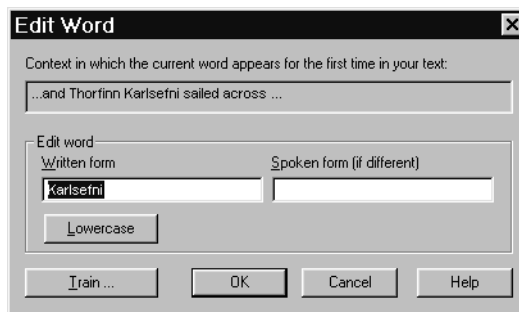 Edit Word
Context in which the current word appears for the first time in your text:
...and Thorfinn Karlsefni sailed across ...
Edit word
Written form Spoken form (if different)
Karlsefni
Lowercase
Train ... OK Cancel Help